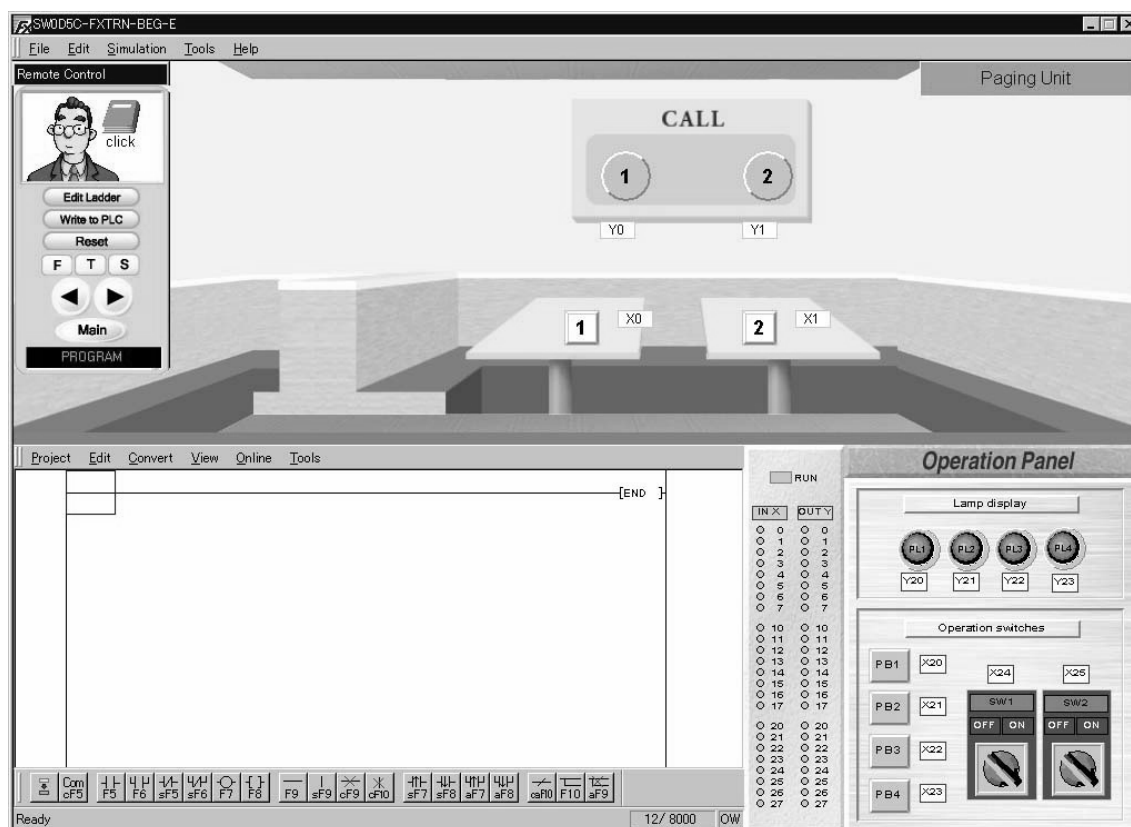 SW0D5C-FXTRN-BEG-E
File Edit Simulation Tools Help
Remote Control
click
Edit Ladder
Write to PLC
Reset
F T S
Main
PROGRAM
Paging Unit
CALL
1 2
Y0 Y1
1 X0 2 X1
Project Edit Convert View Online Tools
END
Com
cF5 F5 F6 sF5 sF6 F7 F8 F9 sF9 cF9 cF10 sF7 sF8 aF7 aF8 caF10 F10 aF9
Ready 12/ 8000 OW
RUN
IN X OUT Y
0 0
1 1
2 2
3 3
4 4
5 5
6 6
7 7
10 10
11 11
12 12
13 13
14 14
15 15
16 16
17 17
20 20
21 21
22 22
23 23
24 24
25 25
26 26
27 27
Operation Panel
Lamp display
PL1 PL2 PL3 PL4
Y20 Y21 Y22 Y23
Operation switches
PB1 X20
PB2 X21
PB3 X22
PB4 X23
X24 X25
SW1 SW2
OFF ON OFF ON